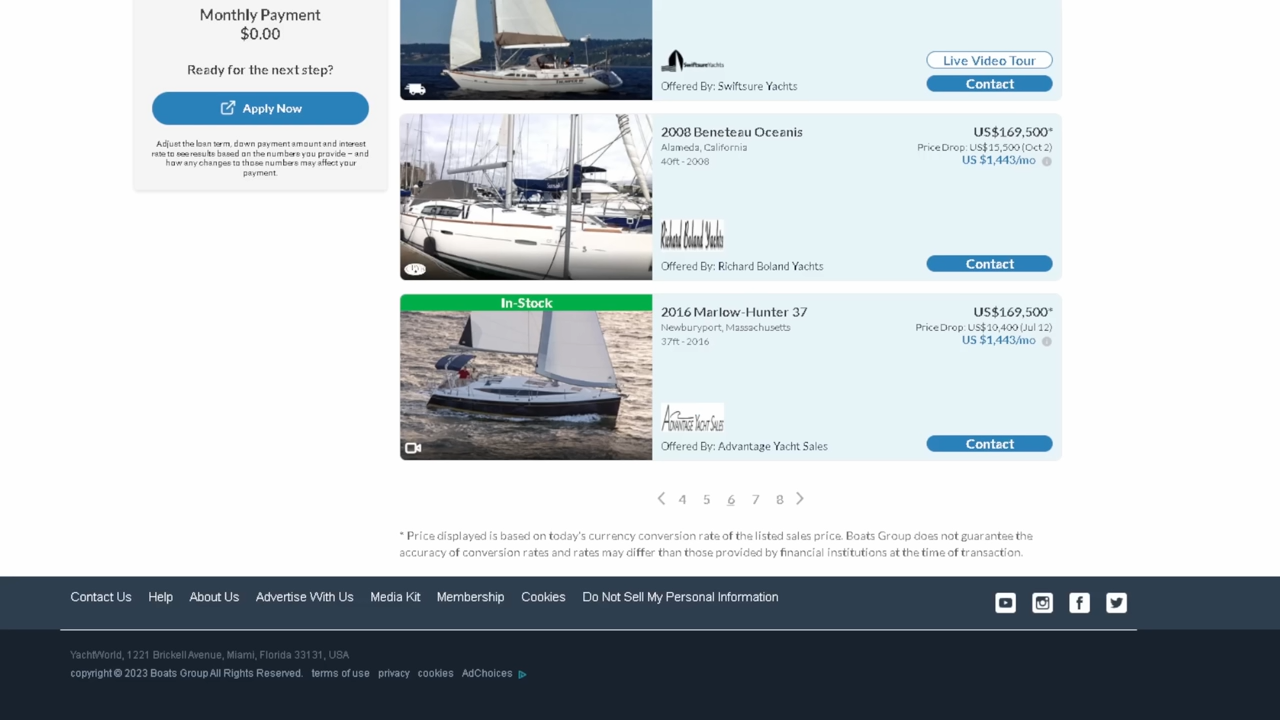 Monthly Payment
$0.00
Ready for the next step?
Apply Now
Adjust the loan term, down payment amount and interest
rate to see results based on the numbers you provide – and
how any changes to those numbers may affect your
payment.
SwiftsureYachts
Offered By: Swiftsure Yachts
Live Video Tour
Contact
2008 Beneteau Oceanis
Alameda, California
40ft - 2008
US$169,500*
Price Drop: US$15,500 (Oct 2)
US $1,443/mo
Richard Boland Yachts
Offered By: Richard Boland Yachts
Contact
In-Stock
2016 Marlow-Hunter 37
Newburyport, Massachusetts
37ft - 2016
US$169,500*
Price Drop: US$10,400 (Jul 12)
US $1,443/mo
ADVANTAGE YACHT SALES
Offered By: Advantage Yacht Sales
Contact
4 5 6 7 8
* Price displayed is based on today's currency conversion rate of the listed sales price. Boats Group does not guarantee the
accuracy of conversion rates and rates may differ than those provided by financial institutions at the time of transaction.
Contact Us Help About Us Advertise With Us Media Kit Membership Cookies Do Not Sell My Personal Information
YachtWorld, 1221 Brickell Avenue, Miami, Florida 33131, USA
copyright © 2023 Boats Group All Rights Reserved. terms of use privacy cookies AdChoices